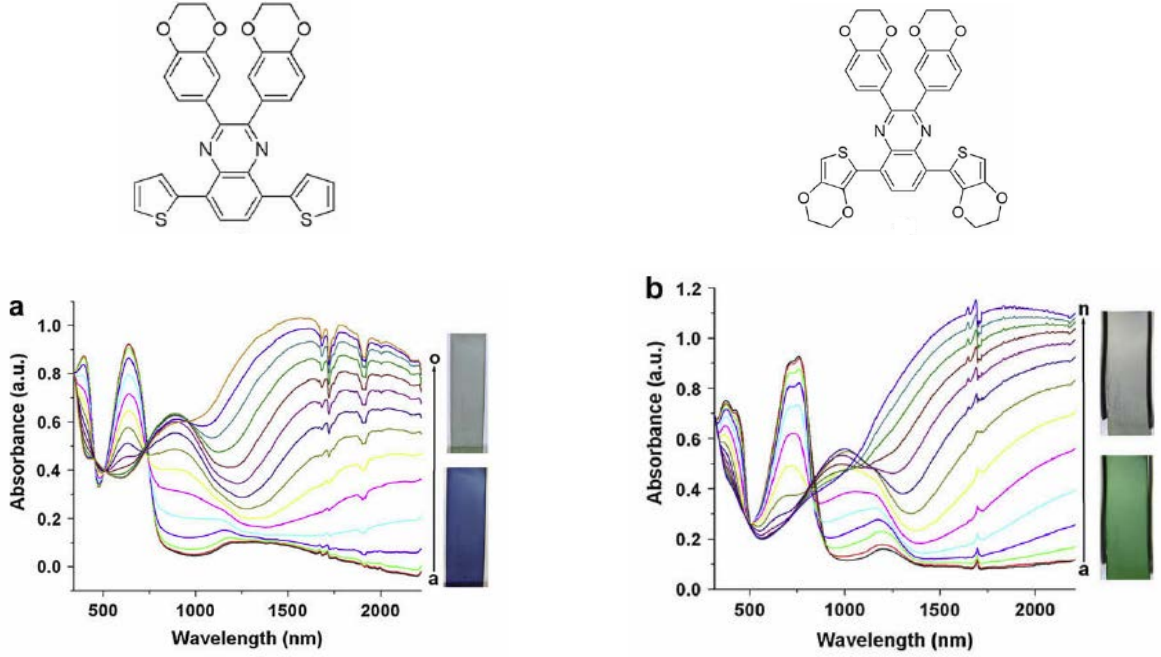 O O O O
N N
S S
O O O O
N N
S S
O O O O
a
1.0
0.8
0.6
0.4
0.2
0.0
Absorbance (a.u.)
500 1000 1500 2000
Wavelength (nm)
o
a
b
1.2
1.0
0.8
0.6
0.4
0.2
0.0
Absorbance (a.u.)
500 1000 1500 2000
Wavelength (nm)
n
a